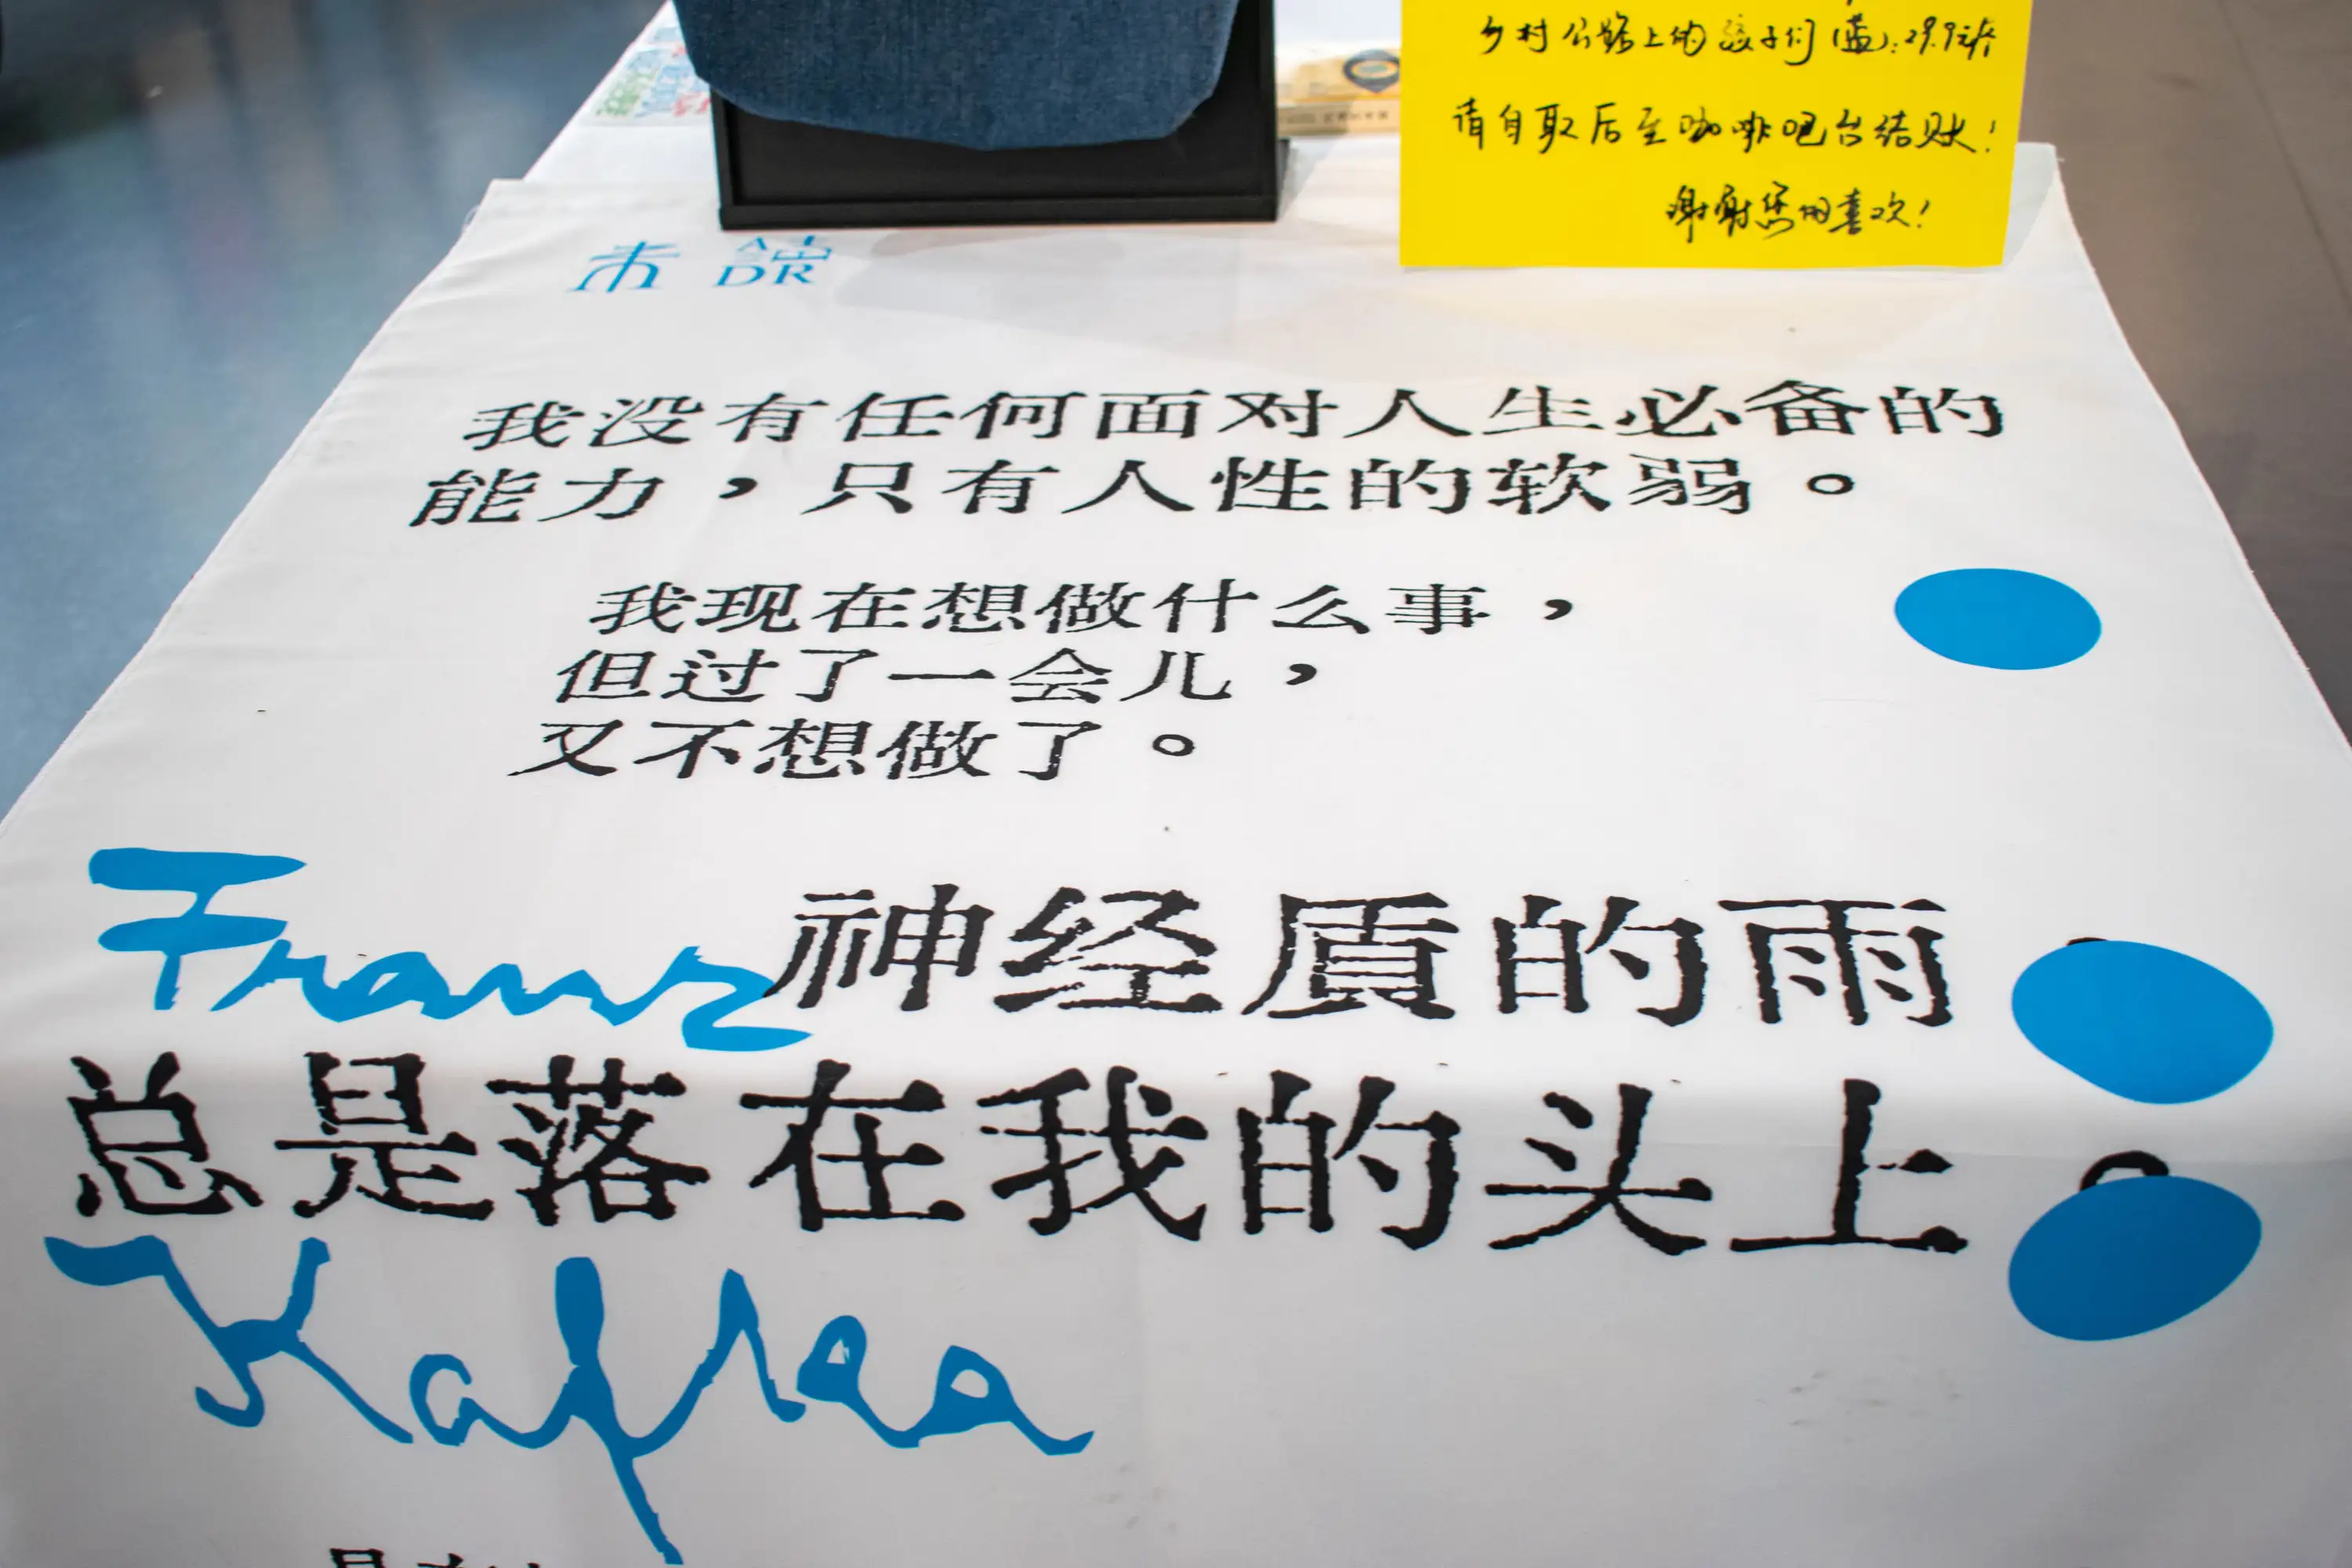 乡村公路上的孩子们(蓝):29.9元/本
请自取后至咖啡吧台结账!
谢谢您的喜欢!
未读
DR
我没有任何面对人生必备的
能力，只有人性的软弱。
我现在想做什么事，
但过了一会儿，
又不想做了。
Franz
神经质的雨
总是落在我的头上。
Kafka